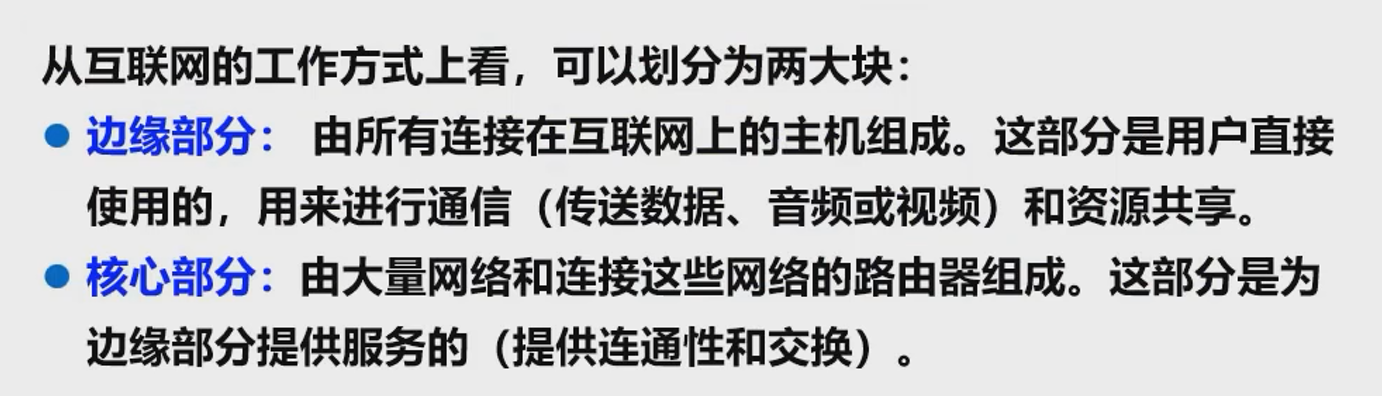 从互联网的工作方式上看，可以划分为两大块：
● 边缘部分： 由所有连接在互联网上的主机组成。这部分是用户直接
使用的，用来进行通信（传送数据、音频或视频）和资源共享。
● 核心部分：由大量网络和连接这些网络的路由器组成。这部分是为
边缘部分提供服务的（提供连通性和交换）。